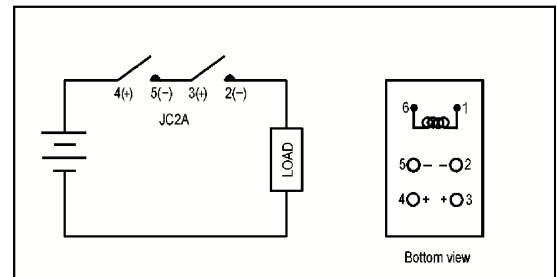 4(+) 5(−) 3(+) 2(−)
JC2A
LOAD
6 1
5 − − 2
4 + + 3
Bottom view